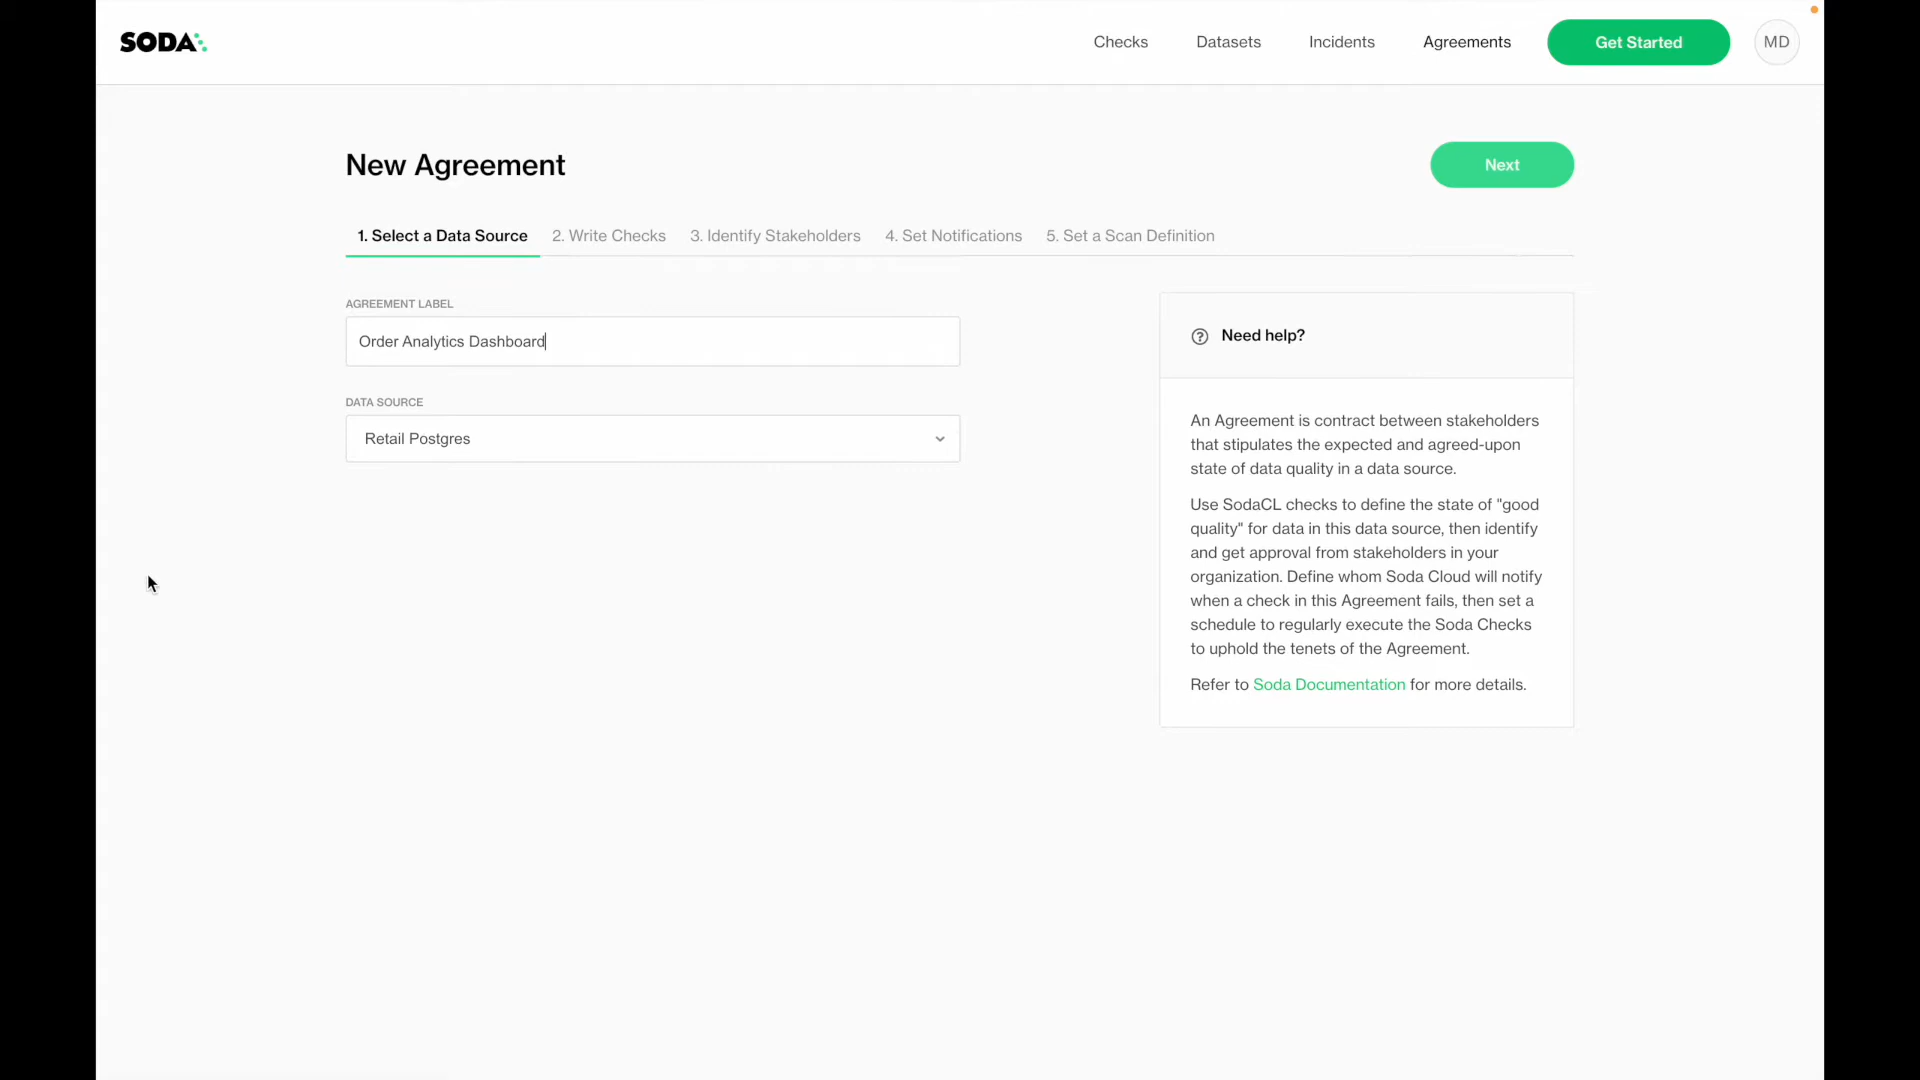 SODA
Checks
Datasets
Incidents
Agreements
Get Started
MD
New Agreement
Next
1. Select a Data Source
2. Write Checks
3. Identify Stakeholders
4. Set Notifications
5. Set a Scan Definition
AGREEMENT LABEL
Order Analytics Dashboard
DATA SOURCE
Retail Postgres
Need help?
An Agreement is contract between stakeholders
that stipulates the expected and agreed-upon
state of data quality in a data source.
Use SodaCL checks to define the state of "good
quality" for data in this data source, then identify
and get approval from stakeholders in your
organization. Define whom Soda Cloud will notify
when a check in this Agreement fails, then set a
schedule to regularly execute the Soda Checks
to uphold the tenets of the Agreement.
Refer to Soda Documentation for more details.